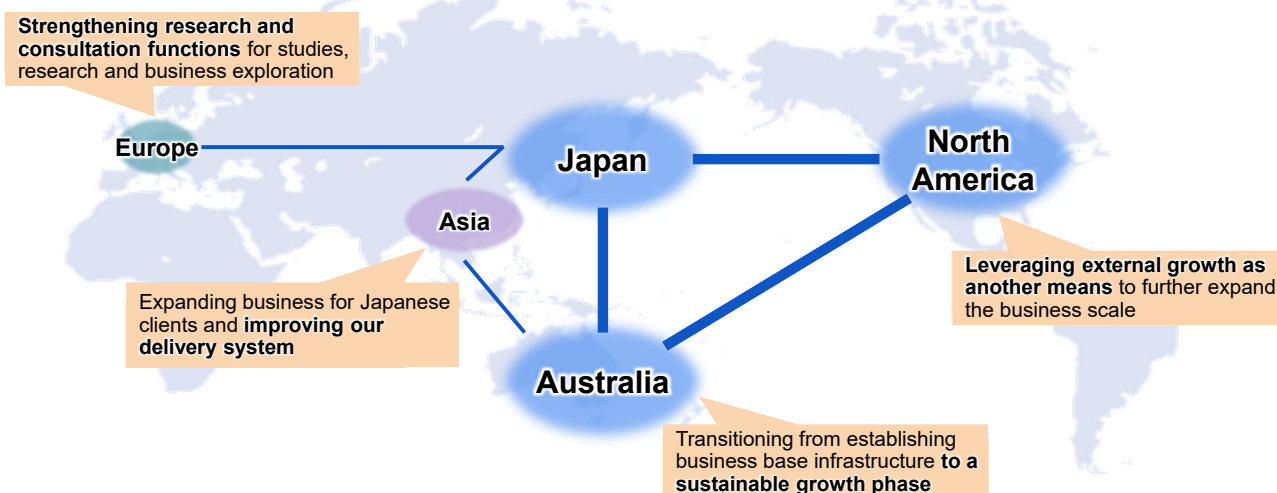 Strengthening research and
consultation functions for studies,
research and business exploration
Europe
Japan
North
America
Asia
Leveraging external growth as
another means to further expand
the business scale
Expanding business for Japanese
clients and improving our
delivery system
Australia
Transitioning from establishing
business base infrastructure to a
sustainable growth phase